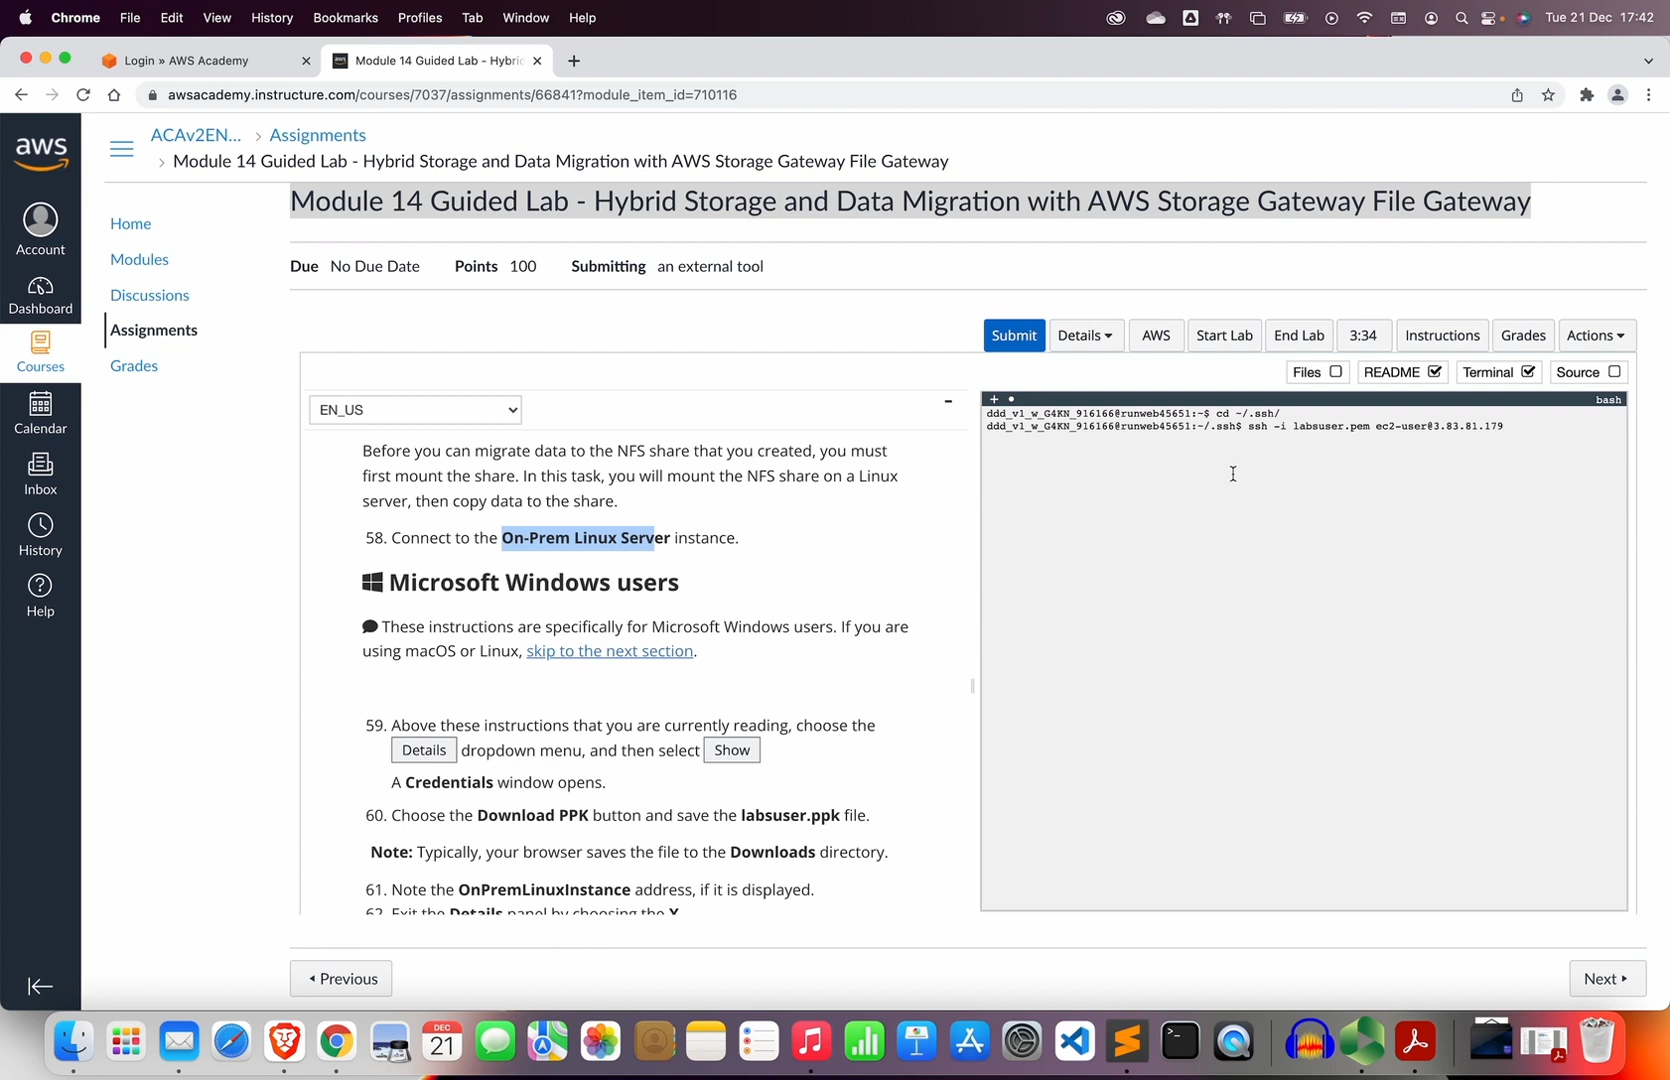 Chrome File Edit View History Bookmarks Profiles Tab Window Help Tue 21 Dec 17:42
Login » AWS Academy Module 14 Guided Lab - Hybri
awsacademy.instructure.com/courses/7037/assignments/66841?module_item_id=710116
aws
ACAv2EN... > Assignments
> Module 14 Guided Lab - Hybrid Storage and Data Migration with AWS Storage Gateway File Gateway
Account
Dashboard
Courses
Calendar
Inbox
History
Help
Home
Modules
Discussions
Assignments
Grades
Module 14 Guided Lab - Hybrid Storage and Data Migration with AWS Storage Gateway File Gateway
Due No Due Date Points 100 Submitting an external tool
Submit Details AWS Start Lab End Lab 3:34 Instructions Grades Actions
Files README Terminal Source
EN_US
Before you can migrate data to the NFS share that you created, you must
first mount the share. In this task, you will mount the NFS share on a Linux
server, then copy data to the share.
58. Connect to the On-Prem Linux Server instance.
Microsoft Windows users
These instructions are specifically for Microsoft Windows users. If you are
using macOS or Linux, skip to the next section.
59. Above these instructions that you are currently reading, choose the
Details dropdown menu, and then select Show
A Credentials window opens.
60. Choose the Download PPK button and save the labsuser.ppk file.
Note: Typically, your browser saves the file to the Downloads directory.
61. Note the OnPremLinuxInstance address, if it is displayed.
62. Exit the Details panel by choosing the X.
+ bash
ddd_v1_w_G4KN_916166@runweb45651:~$ cd ~/.ssh/
ddd_v1_w_G4KN_916166@runweb45651:~/.ssh$ ssh -i labsuser.pem ec2-user@3.83.81.179
Previous Next
DEC
21